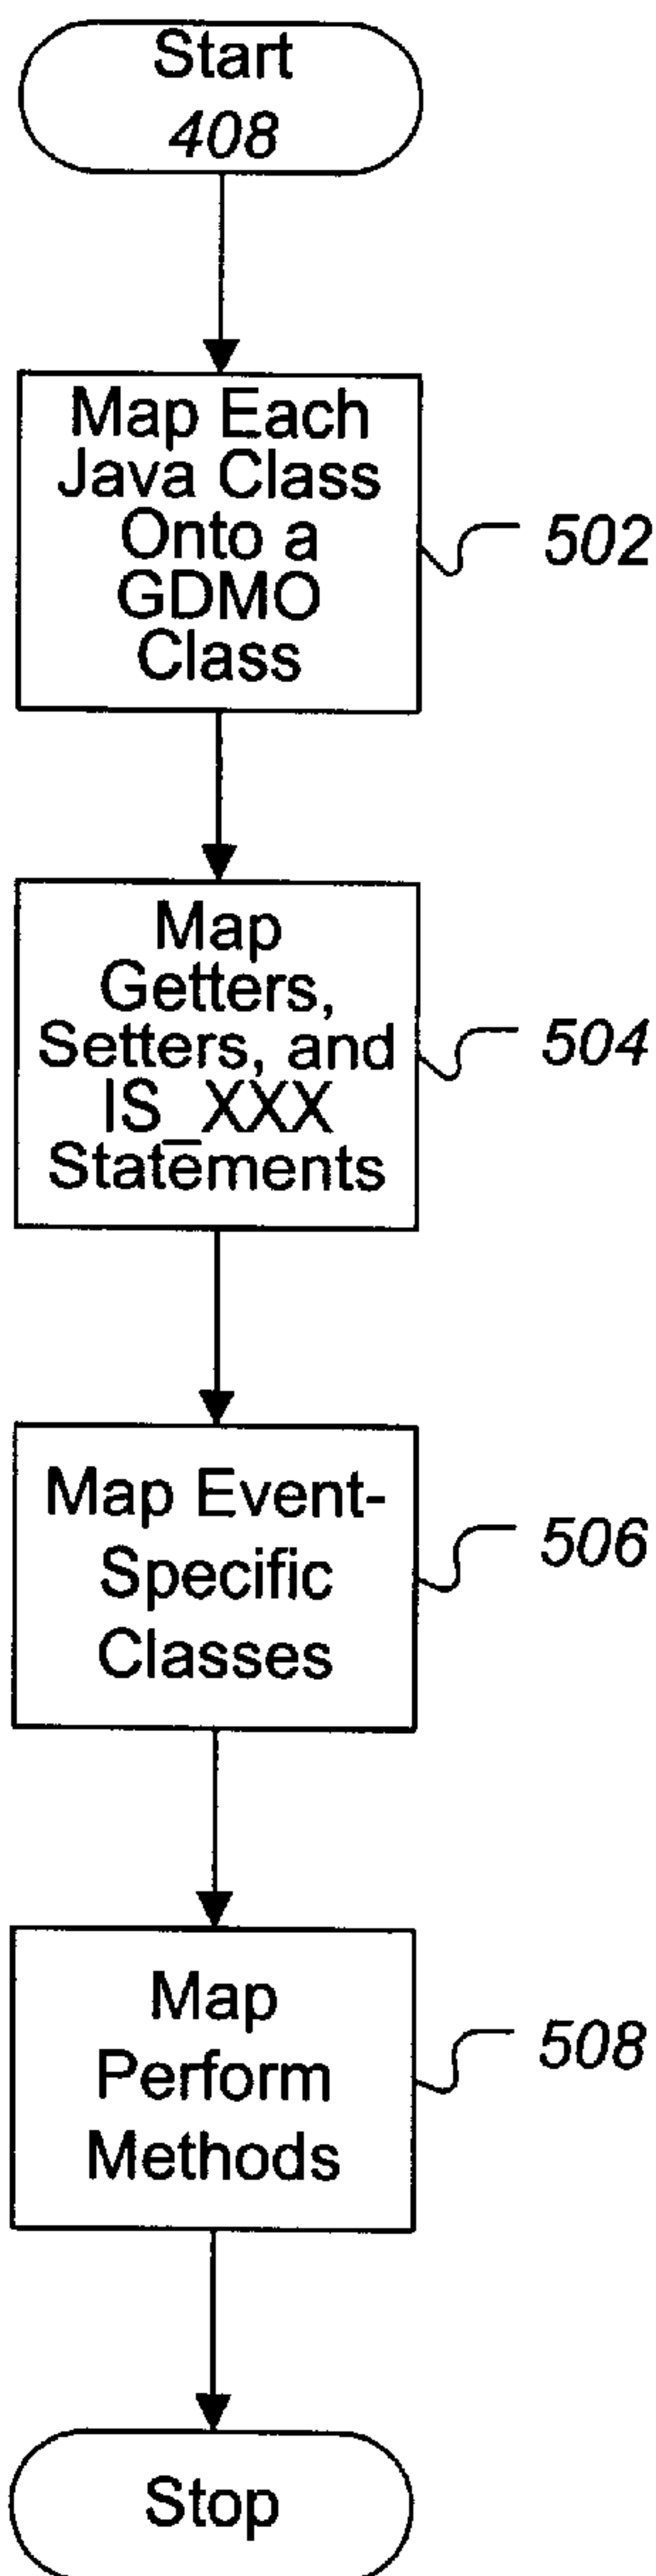 Start
408
Map Each
Java Class
Onto a
GDMO
Class
502
Map
Getters,
Setters, and
IS_XXX
Statements
504
Map Event-
Specific
Classes
506
Map
Perform
Methods
508
Stop